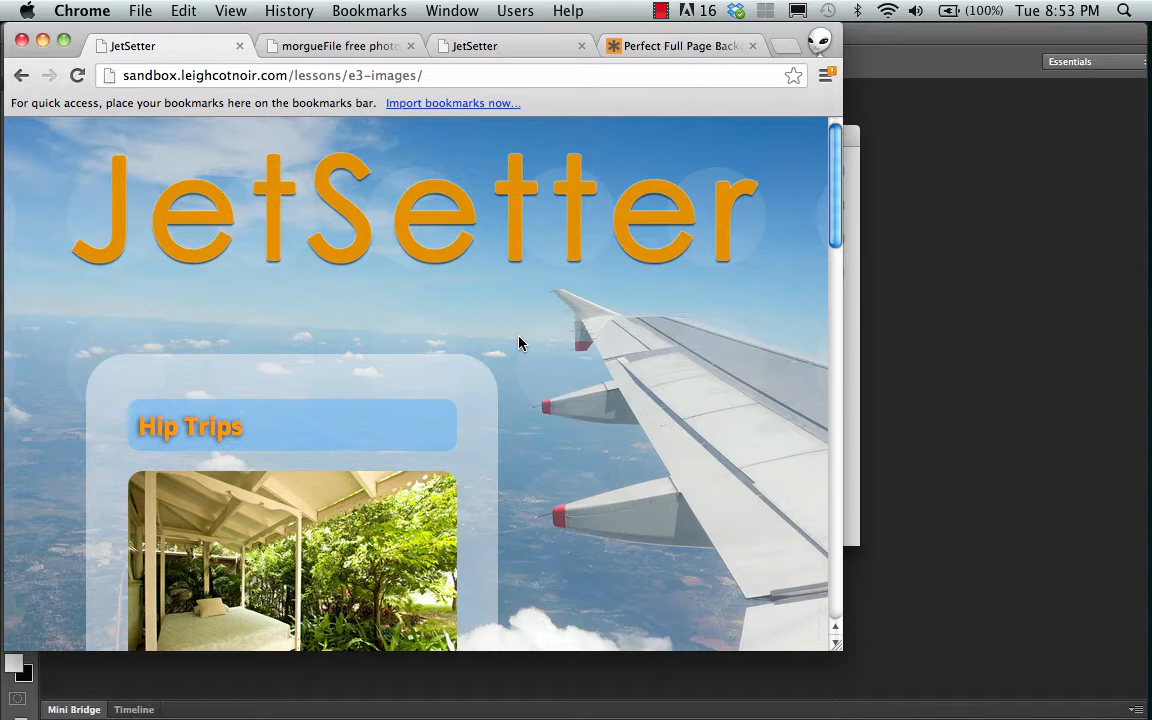 Chrome File Edit View History Bookmarks Window Users Help 16 (100%) Tue 8:53 PM
JetSetter morgueFile free photo JetSetter Perfect Full Page Back
sandbox.leighcotnoir.com/lessons/e3-images/
Essentials
For quick access, place your bookmarks here on the bookmarks bar. Import bookmarks now...
JetSetter
Hip Trips
Mini Bridge Timeline